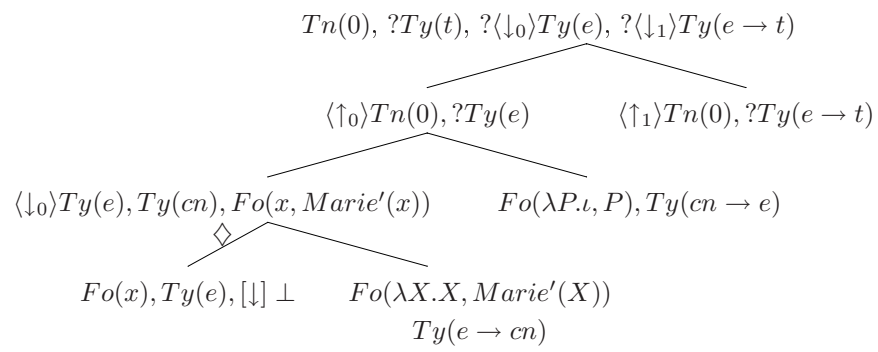 Tn(0), ?Ty(t), ?⟨↓₀⟩Ty(e), ?⟨↓₁⟩Ty(e → t)
⟨↑₀⟩Tn(0), ?Ty(e) ⟨↑₁⟩Tn(0), ?Ty(e → t)
⟨↓₀⟩Ty(e), Ty(cn), Fo(x, Marie′(x)) Fo(λP.ι, P), Ty(cn → e)
♢
Fo(x), Ty(e), [↓] ⊥ Fo(λX.X, Marie′(X))
Ty(e → cn)